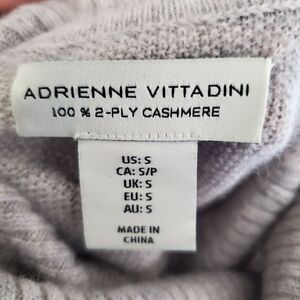 ADRIENNE VITTADINI
100 % 2-PLY CASHMERE
US: S
CA: S/P
UK: S
EU: S
AU: S
MADE IN
CHINA